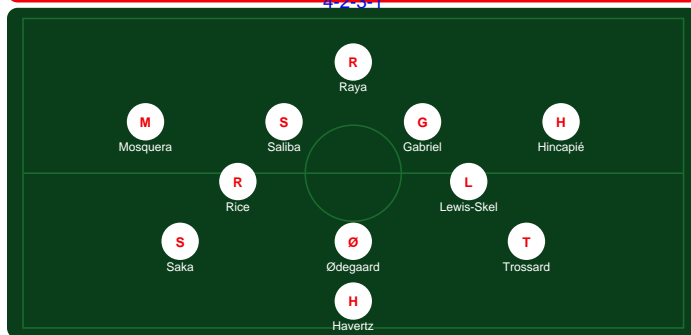 4-2-3-1
R
Raya
M S G H
Mosquera Saliba Gabriel Hincapié
R L
Rice Lewis-Skel
S Ø T
Saka Ødegaard Trossard
H
Havertz